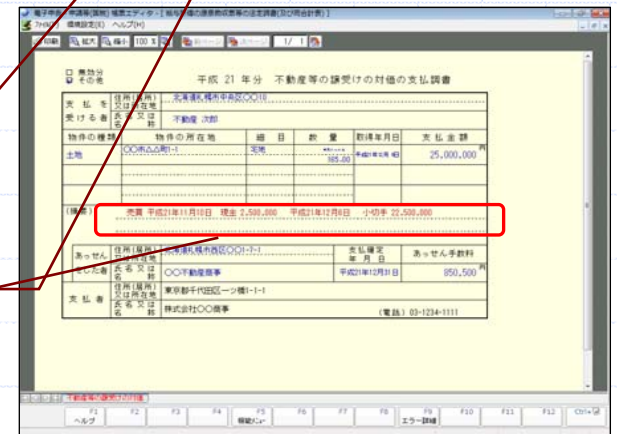 電子申告・申請等(国税) 帳票エディタ - [ 給与所得の源泉徴収票等の法定調書(及び同合計表) ]
ファイル(F) 環境設定(E) ヘルプ(H)
印刷 拡大 縮小 100 % 前ページ 次ページ 1/ 1
無効分
その他
平成 21 年分 不動産等の譲受けの対価の支払調書
支払を受ける者 住所(居所)又は所在地 北海道札幌市中央区○○10
氏名又は名称 不動産 次郎
物件の種類 物件の所在地 細目 数量 取得年月日 支払金額
土地 ○○市△△町1-1 宅地 165.00 25,000,000 円
(摘要) 売買 平成21年11月10日 現金 2,500,000 平成21年12月8日 小切手 22,500,000
あっせんをした者 住所(居所)又は所在地 北海道札幌市西区○○1-2-1 支払確定年月日 あっせん手数料
氏名又は名称 ○○不動産商事 平成21年12月31日 850,500 円
支払者 住所(居所)又は所在地 東京都千代田区一ツ橋1-1-1
氏名又は名称 株式会社○○商事 (電話) 03-1234-1111
不動産等の譲受けの対価
F1 F2 F3 F4 F5 F6 F7 F8 F9 F10 F11 F12 Ctrl+
ヘルプ 機能メニュー エラー詳細